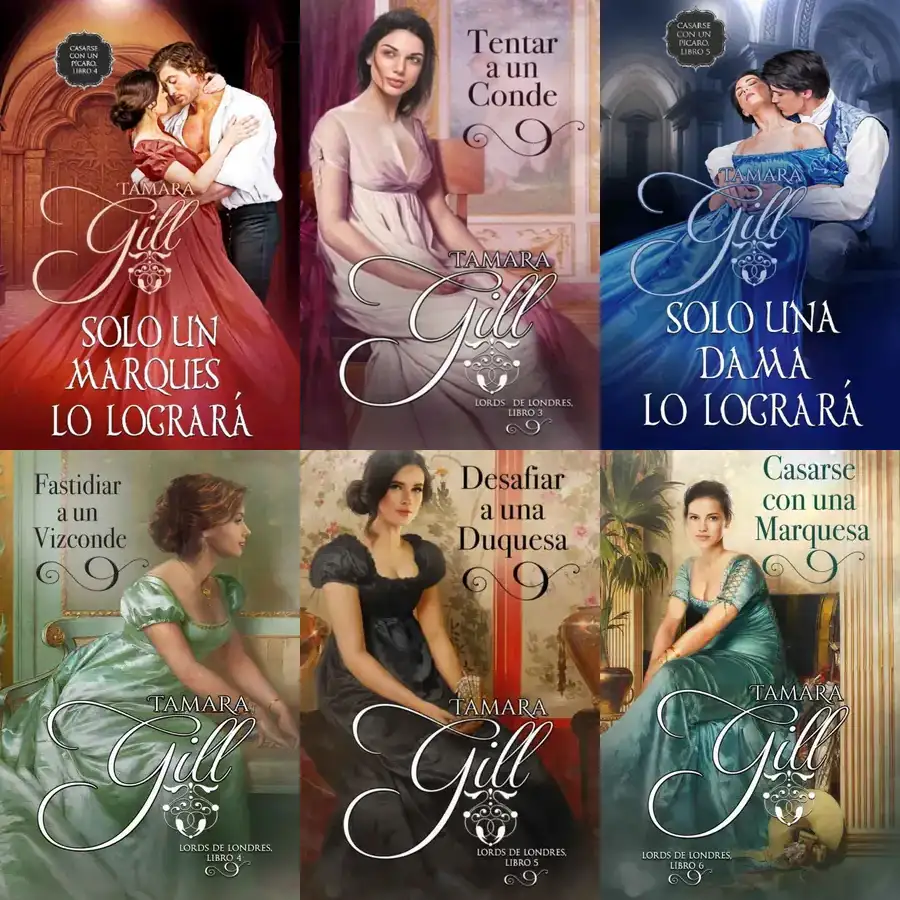 CASARSE
CON UN
PÍCARO,
LIBRO 4
TAMARA
Gill
SOLO UN
MARQUES
LO LOGRARÁ
Tentar
a un
Conde
TAMARA
Gill
LORDS DE LONDRES,
LIBRO 3
CASARSE
CON UN
PÍCARO,
LIBRO 5
TAMARA
Gill
SOLO UNA
DAMA
LO LOGRARÁ
Fastidiar
a un
Vizconde
TAMARA
Gill
LORDS DE LONDRES,
LIBRO 4
Desafiar
a una
Duquesa
TAMARA
Gill
LORDS DE LONDRES,
LIBRO 5
Casarse
con una
Marquesa
TAMARA
Gill
LORDS DE LONDRES,
LIBRO 6